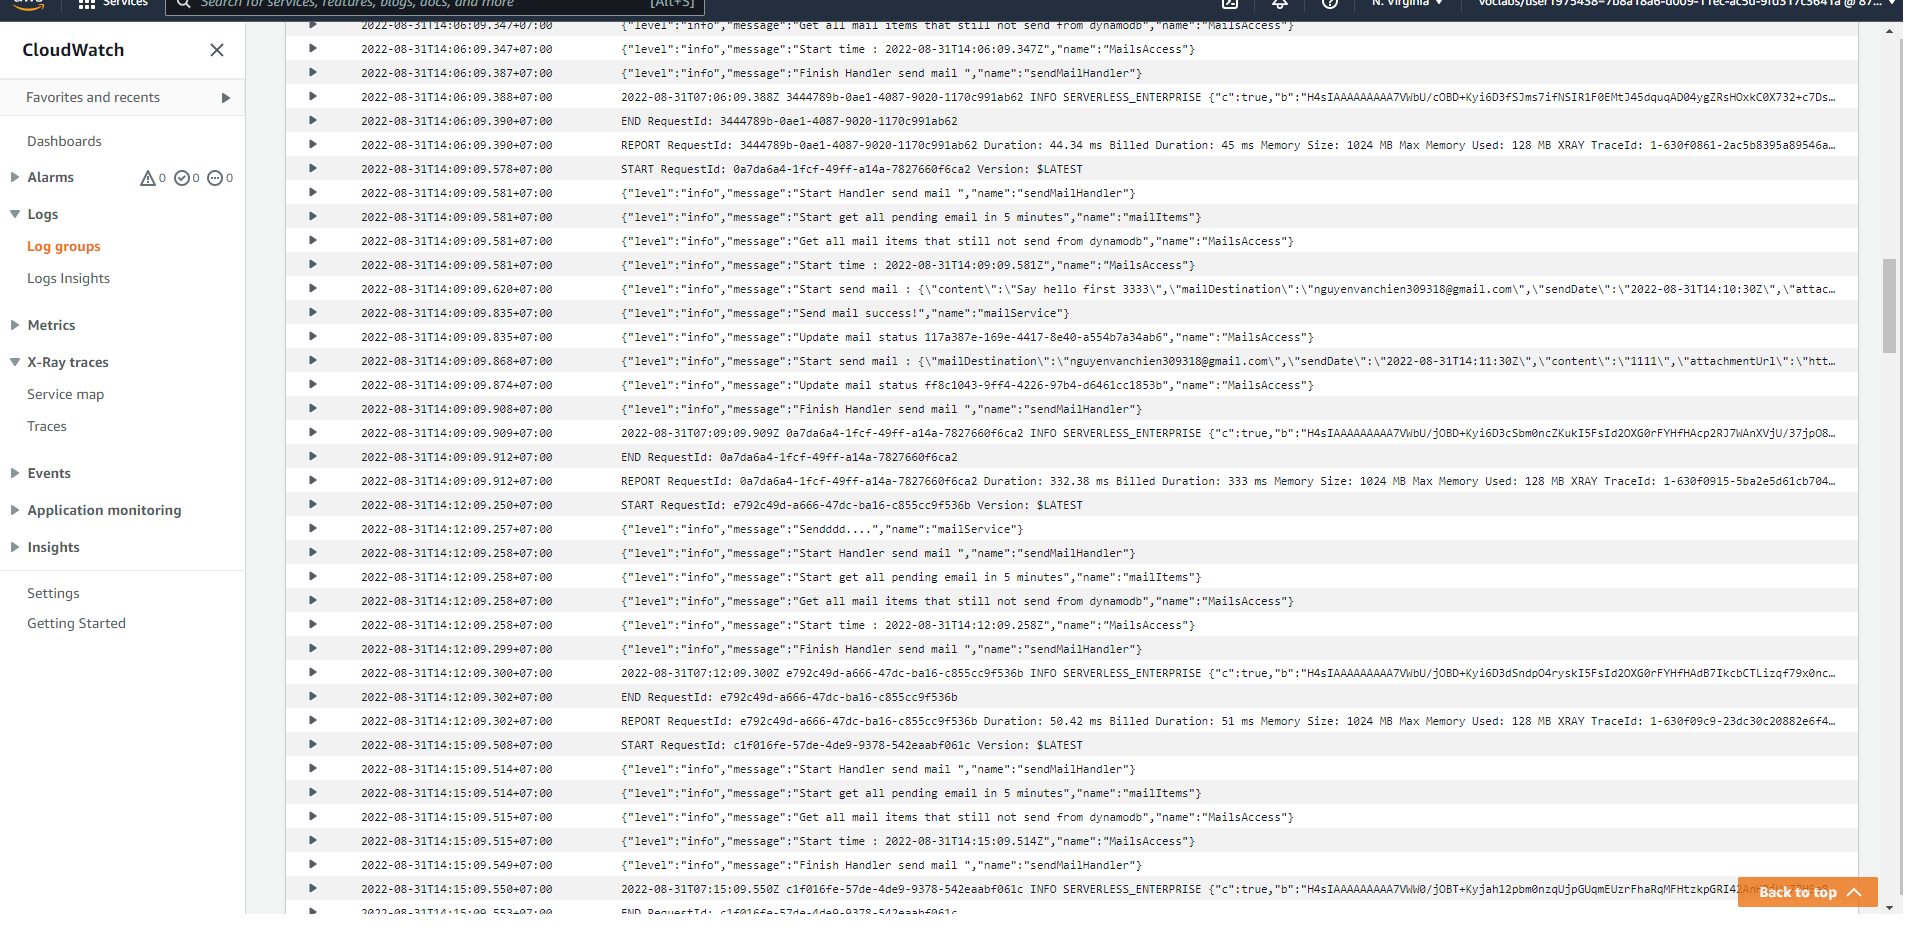 aws
Services
Search for services, features, blogs, docs, and more
[Alt+S]
N. Virginia
CloudWatch
Favorites and recents
Dashboards
Alarms 0 0 0
Logs
Log groups
Logs Insights
Metrics
X-Ray traces
Service map
Traces
Events
Application monitoring
Insights
Settings
Getting Started
2022-08-31T14:06:09.347+07:00 {"level":"info","message":"Get all mail items that still not send from dynamodb","name":"MailsAccess"}
2022-08-31T14:06:09.347+07:00 {"level":"info","message":"Start time : 2022-08-31T14:06:09.347Z","name":"MailsAccess"}
2022-08-31T14:06:09.387+07:00 {"level":"info","message":"Finish Handler send mail ","name":"sendMailHandler"}
2022-08-31T14:06:09.388+07:00 2022-08-31T07:06:09.388Z 3444789b-0ae1-4087-9020-1170c991ab62 INFO SERVERLESS_ENTERPRISE {"c":true,"b":
2022-08-31T14:06:09.390+07:00 END RequestId: 3444789b-0ae1-4087-9020-1170c991ab62
2022-08-31T14:06:09.390+07:00 REPORT RequestId: 3444789b-0ae1-4087-9020-1170c991ab62 Duration: 44.34 ms Billed Duration: 45 ms Memory Size: 1024 MB Max Memory Used: 128 MB XRAY TraceId: 1-630f0861-2ac5b8395a89546a…
2022-08-31T14:09:09.578+07:00 START RequestId: 0a7da6a4-1fcf-49ff-a14a-7827660f6ca2 Version: $LATEST
2022-08-31T14:09:09.581+07:00 {"level":"info","message":"Start Handler send mail ","name":"sendMailHandler"}
2022-08-31T14:09:09.581+07:00 {"level":"info","message":"Start get all pending email in 5 minutes","name":"mailItems"}
2022-08-31T14:09:09.581+07:00 {"level":"info","message":"Get all mail items that still not send from dynamodb","name":"MailsAccess"}
2022-08-31T14:09:09.581+07:00 {"level":"info","message":"Start time : 2022-08-31T14:09:09.581Z","name":"MailsAccess"}
2022-08-31T14:09:09.620+07:00 {"level":"info","message":"Start send mail : {\"content\":\"Say hello first 3333\",\"mailDestination\":\"nguyenvanchien309318@gmail.com\",\"sendDate\":\"2022-08-31T14:10:30Z\",\"attac…
2022-08-31T14:09:09.835+07:00 {"level":"info","message":"Send mail success!","name":"mailService"}
2022-08-31T14:09:09.835+07:00 {"level":"info","message":"Update mail status 117a387e-169e-4417-8e40-a554b7a34ab6","name":"MailsAccess"}
2022-08-31T14:09:09.868+07:00 {"level":"info","message":"Start send mail : {\"mailDestination\":\"nguyenvanchien309318@gmail.com\",\"sendDate\":\"2022-08-31T14:11:30Z\",\"content\":\"1111\",\"attachmentUrl\":\"htt…
2022-08-31T14:09:09.874+07:00 {"level":"info","message":"Update mail status ff8c1043-9ff4-4226-97b4-d6461cc1853b","name":"MailsAccess"}
2022-08-31T14:09:09.908+07:00 {"level":"info","message":"Finish Handler send mail ","name":"sendMailHandler"}
2022-08-31T14:09:09.909+07:00 2022-08-31T07:09:09.909Z 0a7da6a4-1fcf-49ff-a14a-7827660f6ca2 INFO SERVERLESS_ENTERPRISE {"c":true,"b":
2022-08-31T14:09:09.912+07:00 END RequestId: 0a7da6a4-1fcf-49ff-a14a-7827660f6ca2
2022-08-31T14:09:09.912+07:00 REPORT RequestId: 0a7da6a4-1fcf-49ff-a14a-7827660f6ca2 Duration: 332.38 ms Billed Duration: 333 ms Memory Size: 1024 MB Max Memory Used: 128 MB XRAY TraceId: 1-630f0915-5ba2e5d61cb704…
2022-08-31T14:12:09.250+07:00 START RequestId: e792c49d-a666-47dc-ba16-c855cc9f536b Version: $LATEST
2022-08-31T14:12:09.257+07:00 {"level":"info","message":"Sendddd....","name":"mailService"}
2022-08-31T14:12:09.258+07:00 {"level":"info","message":"Start Handler send mail ","name":"sendMailHandler"}
2022-08-31T14:12:09.258+07:00 {"level":"info","message":"Start get all pending email in 5 minutes","name":"mailItems"}
2022-08-31T14:12:09.258+07:00 {"level":"info","message":"Get all mail items that still not send from dynamodb","name":"MailsAccess"}
2022-08-31T14:12:09.258+07:00 {"level":"info","message":"Start time : 2022-08-31T14:12:09.258Z","name":"MailsAccess"}
2022-08-31T14:12:09.299+07:00 {"level":"info","message":"Finish Handler send mail ","name":"sendMailHandler"}
2022-08-31T14:12:09.300+07:00 2022-08-31T07:12:09.300Z e792c49d-a666-47dc-ba16-c855cc9f536b INFO SERVERLESS_ENTERPRISE {"c":true,"b":
2022-08-31T14:12:09.302+07:00 END RequestId: e792c49d-a666-47dc-ba16-c855cc9f536b
2022-08-31T14:12:09.302+07:00 REPORT RequestId: e792c49d-a666-47dc-ba16-c855cc9f536b Duration: 50.42 ms Billed Duration: 51 ms Memory Size: 1024 MB Max Memory Used: 128 MB XRAY TraceId: 1-630f09c9-23dc30c20882e6f4…
2022-08-31T14:15:09.508+07:00 START RequestId: c1f016fe-57de-4de9-9378-542eaabf061c Version: $LATEST
2022-08-31T14:15:09.514+07:00 {"level":"info","message":"Start Handler send mail ","name":"sendMailHandler"}
2022-08-31T14:15:09.514+07:00 {"level":"info","message":"Start get all pending email in 5 minutes","name":"mailItems"}
2022-08-31T14:15:09.515+07:00 {"level":"info","message":"Get all mail items that still not send from dynamodb","name":"MailsAccess"}
2022-08-31T14:15:09.515+07:00 {"level":"info","message":"Start time : 2022-08-31T14:15:09.514Z","name":"MailsAccess"}
2022-08-31T14:15:09.549+07:00 {"level":"info","message":"Finish Handler send mail ","name":"sendMailHandler"}
2022-08-31T14:15:09.550+07:00 2022-08-31T07:15:09.550Z c1f016fe-57de-4de9-9378-542eaabf061c INFO SERVERLESS_ENTERPRISE {"c":true,"b":
2022-08-31T14:15:09.553+07:00 END RequestId: c1f016fe-57de-4de9-9378-542eaabf061c
Back to top